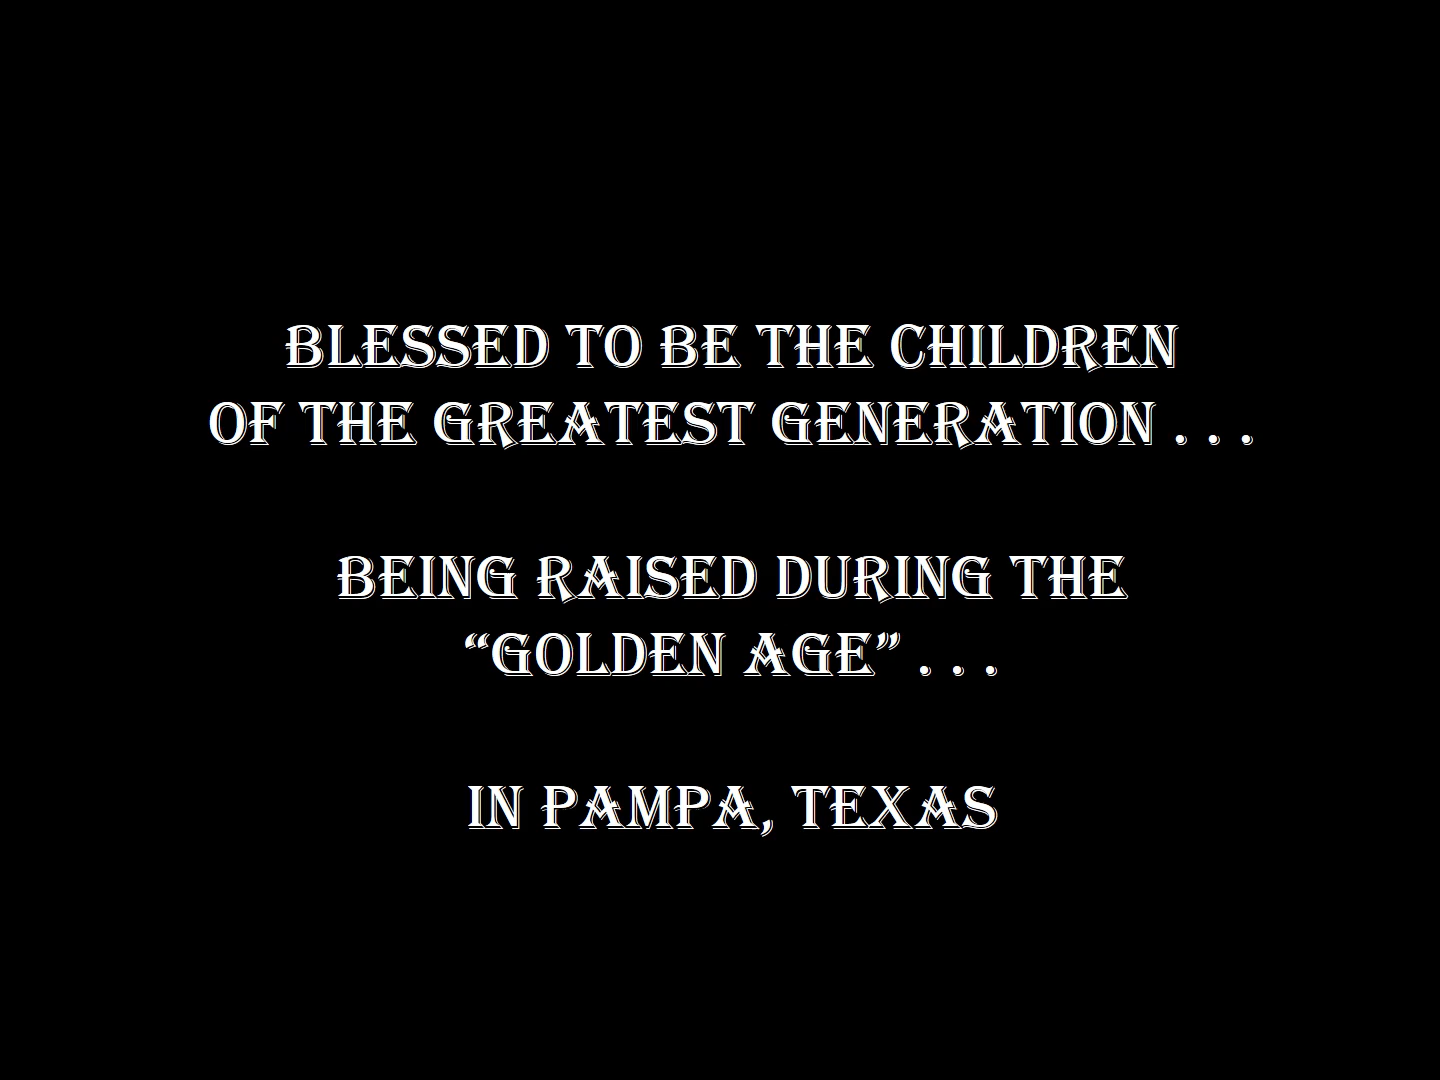 BLESSED TO BE THE CHILDREN
OF THE GREATEST GENERATION . . .
BEING RAISED DURING THE
“GOLDEN AGE” . . .
IN PAMPA, TEXAS